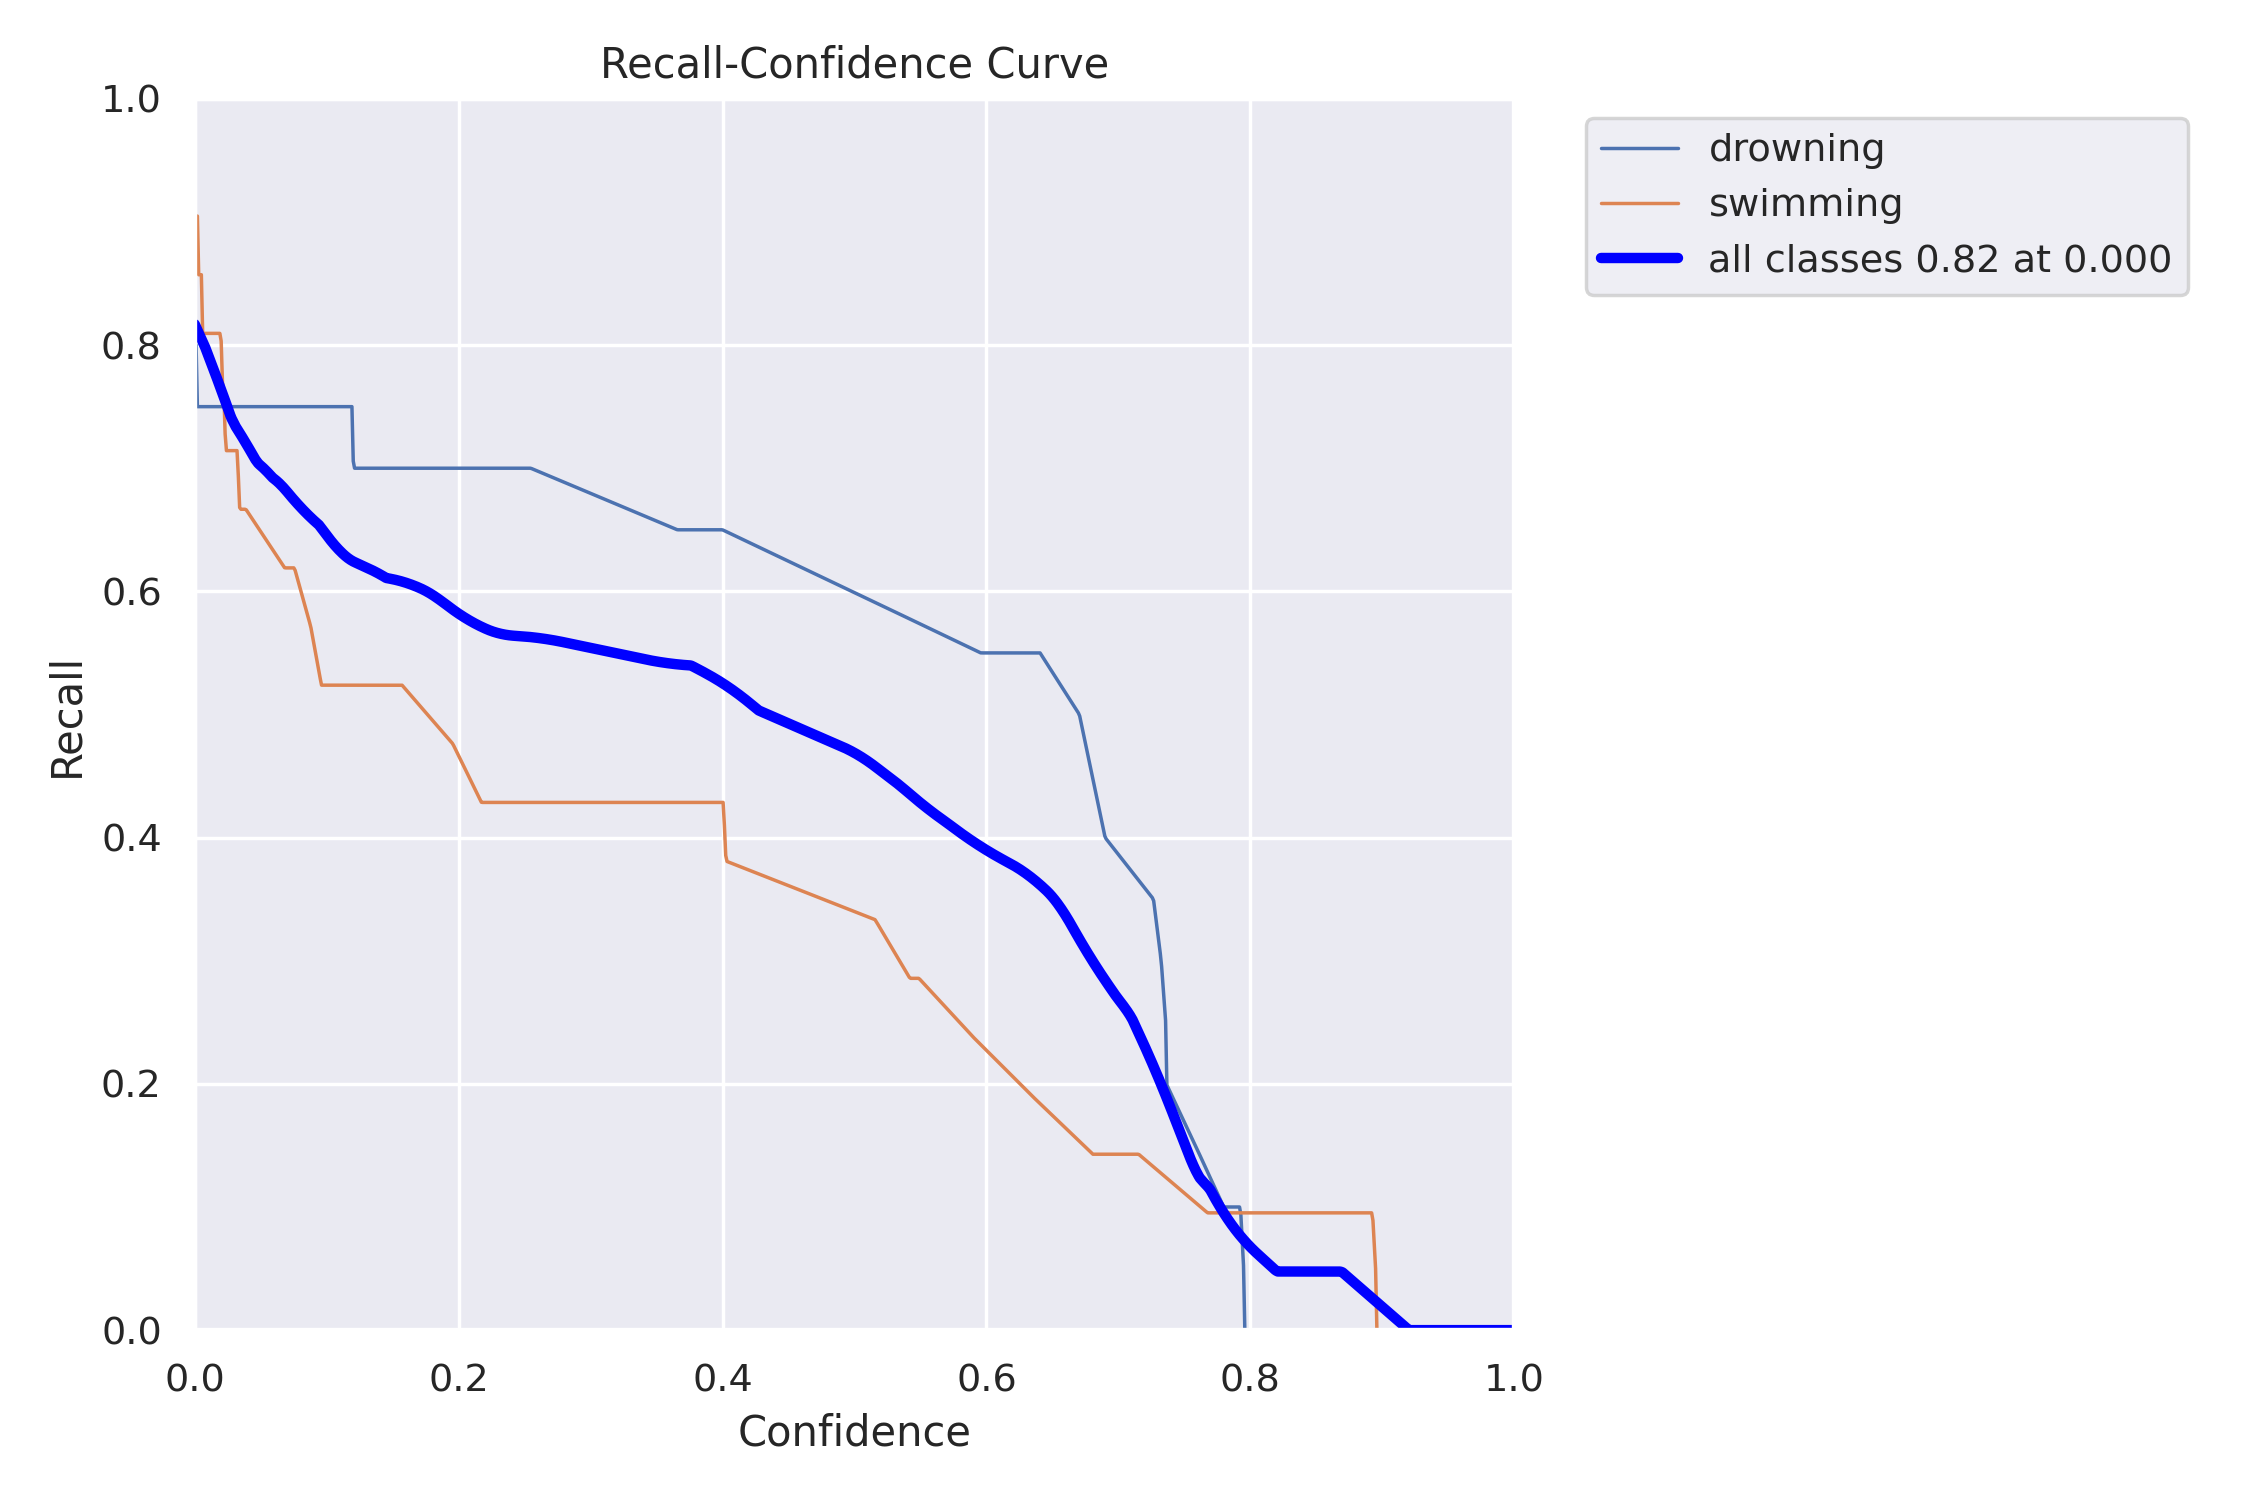 Recall-Confidence Curve
1.0
0.8
0.6
0.4
0.2
0.0
Recall
0.0 0.2 0.4 0.6 0.8 1.0
Confidence
drowning
swimming
all classes 0.82 at 0.000